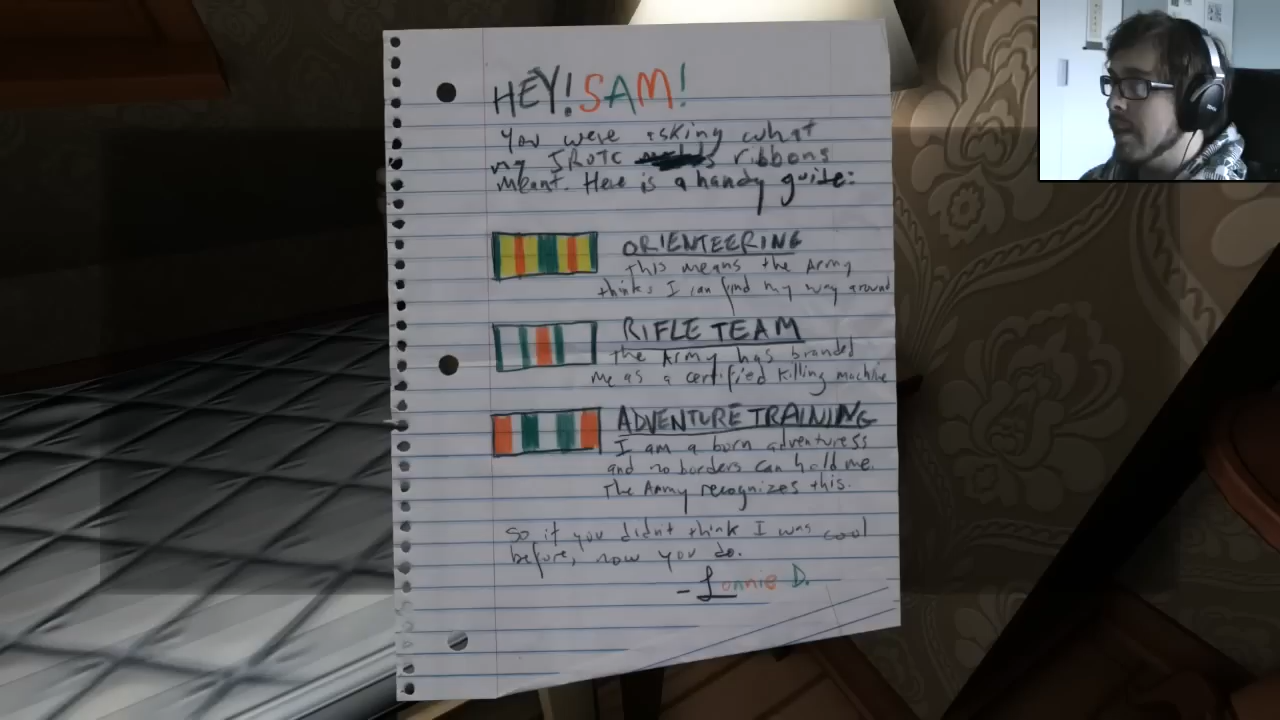 HEY! SAM!
You were asking what
my JROTC ribbons
meant. Here is a handy guide:
ORIENTEERING
This means the Army
thinks I can find my way around
RIFLE TEAM
The Army has branded
me as a certified killing machine
ADVENTURE TRAINING
I am a born adventuress
and no borders can hold me.
The Army recognizes this.
So if you didn't think I was cool
before, now you do.
- Lonnie D.